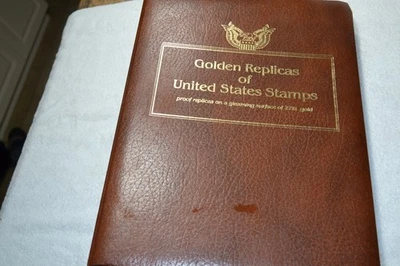 Golden Replicas
of
United States Stamps
proof replicas on a gleaming surface of 22kt gold